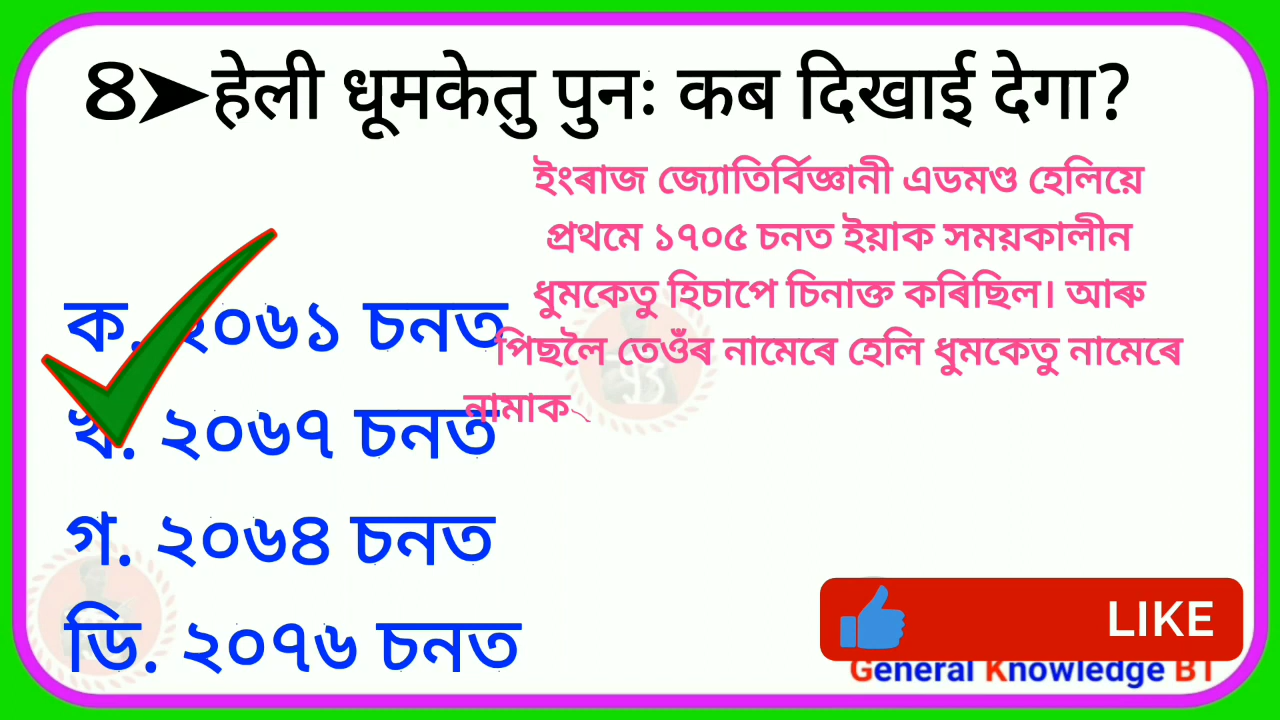 ৪➤हेली धूमकेतु पुनः कब दिखाई देगा?
ইংৰাজ জ্যোতিৰ্বিজ্ঞানী এডমণ্ড হেলিয়ে
প্ৰথমে ১৭০৫ চনত ইয়াক সময়কালীন
ধুমকেতু হিচাপে চিনাক্ত কৰিছিল। আৰু
পিছলৈ তেওঁৰ নামেৰে হেলি ধুমকেতু নামেৰে
নামাক
ক. ২০৬১ চনত
খ. ২০৬৭ চনত
গ. ২০৬৪ চনত
ডি. ২০৭৬ চনত
LIKE
General Knowledge BT